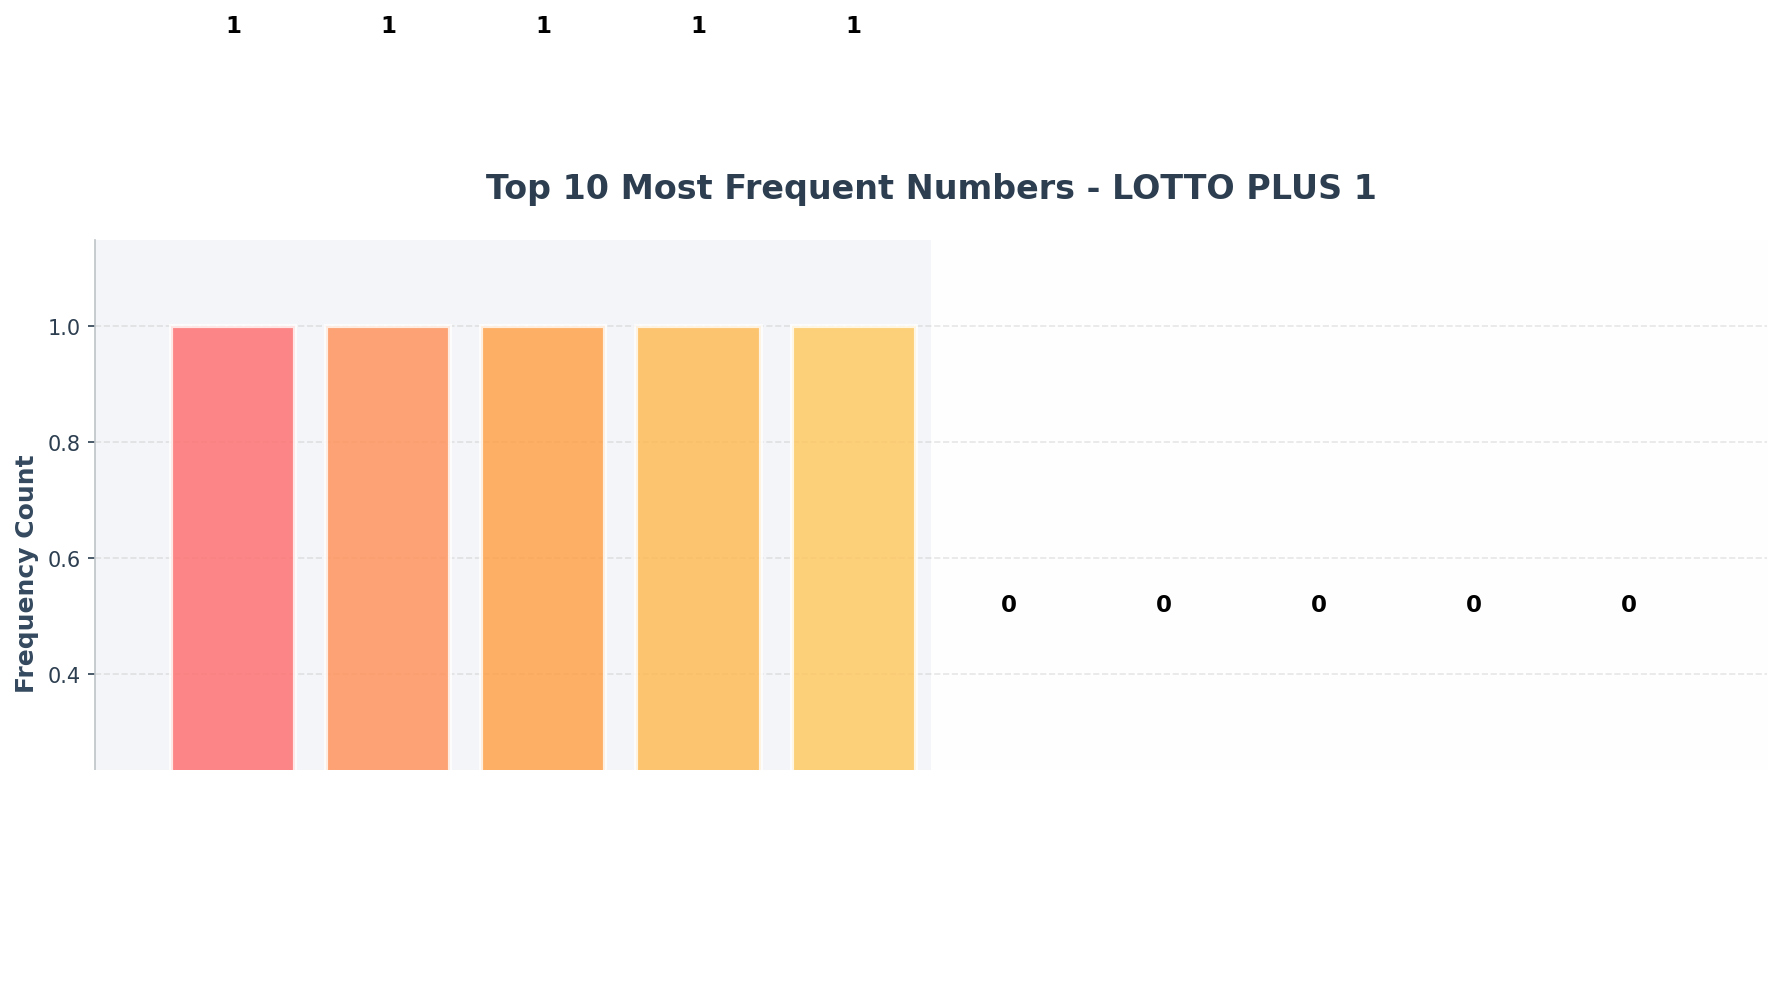 1 1 1 1 1
Top 10 Most Frequent Numbers - LOTTO PLUS 1
Frequency Count
1.0
0.8
0.6
0.4
0 0 0 0 0